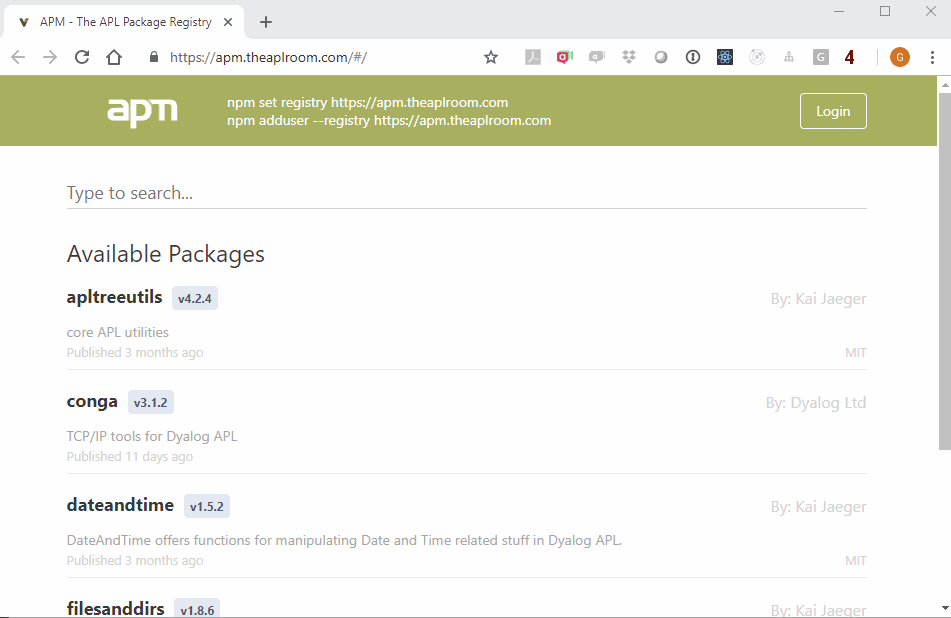 APM - The APL Package Registry
https://apm.theaplroom.com/#/
G
4
G
apm
npm set registry https://apm.theaplroom.com
npm adduser --registry https://apm.theaplroom.com
Login
Type to search...
Available Packages
apltreeutils v4.2.4 By: Kai Jaeger
core APL utilities
Published 3 months ago MIT
conga v3.1.2 By: Dyalog Ltd
TCP/IP tools for Dyalog APL
Published 11 days ago
dateandtime v1.5.2 By: Kai Jaeger
DateAndTime offers functions for manipulating Date and Time related stuff in Dyalog APL.
Published 3 months ago MIT
filesanddirs v1.8.6 By: Kai Jaeger